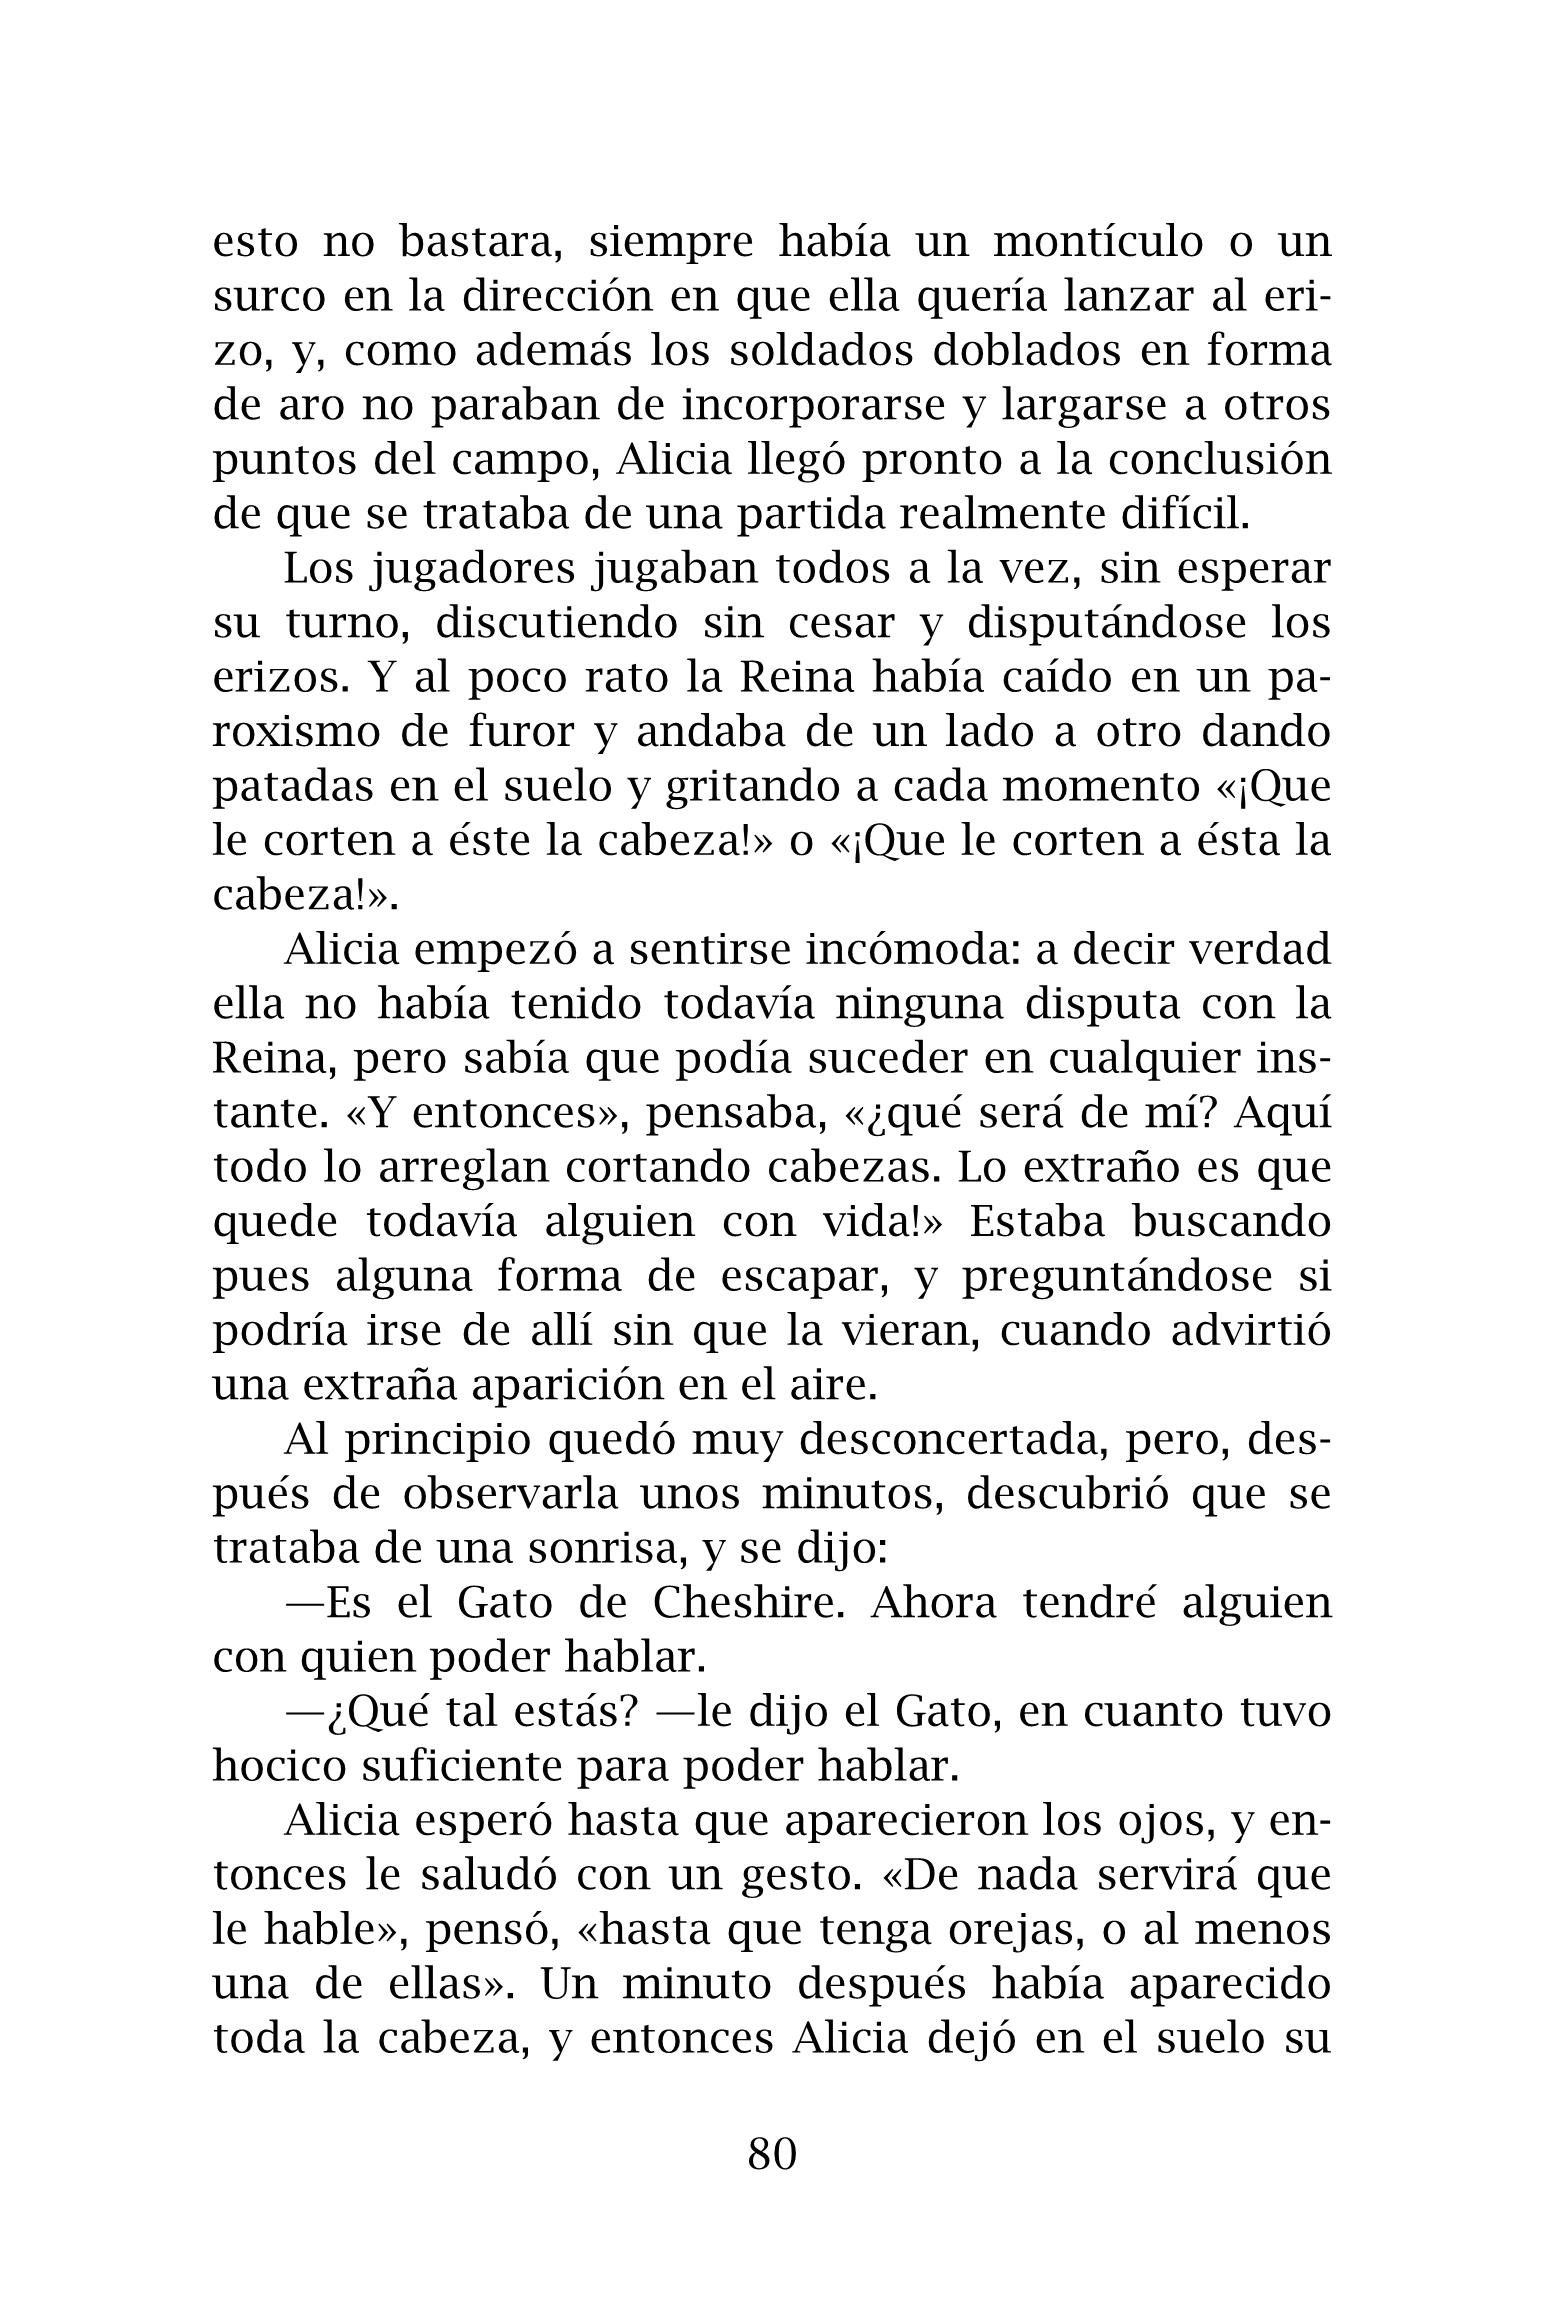 esto no bastara, siempre había un montículo o un
surco en la dirección en que ella quería lanzar al eri-
zo, y, como además los soldados doblados en forma
de aro no paraban de incorporarse y largarse a otros
puntos del campo, Alicia llegó pronto a la conclusión
de que se trataba de una partida realmente difícil.
Los jugadores jugaban todos a la vez, sin esperar
su turno, discutiendo sin cesar y disputándose los
erizos. Y al poco rato la Reina había caído en un pa-
roxismo de furor y andaba de un lado a otro dando
patadas en el suelo y gritando a cada momento «¡Que
le corten a éste la cabeza!» o «¡Que le corten a ésta la
cabeza!».
Alicia empezó a sentirse incómoda: a decir verdad
ella no había tenido todavía ninguna disputa con la
Reina, pero sabía que podía suceder en cualquier ins-
tante. «Y entonces», pensaba, «¿qué será de mí? Aquí
todo lo arreglan cortando cabezas. Lo extraño es que
quede todavía alguien con vida!» Estaba buscando
pues alguna forma de escapar, y preguntándose si
podría irse de allí sin que la vieran, cuando advirtió
una extraña aparición en el aire.
Al principio quedó muy desconcertada, pero, des-
pués de observarla unos minutos, descubrió que se
trataba de una sonrisa, y se dijo:
—Es el Gato de Cheshire. Ahora tendré alguien
con quien poder hablar.
—¿Qué tal estás? —le dijo el Gato, en cuanto tuvo
hocico suficiente para poder hablar.
Alicia esperó hasta que aparecieron los ojos, y en-
tonces le saludó con un gesto. «De nada servirá que
le hable», pensó, «hasta que tenga orejas, o al menos
una de ellas». Un minuto después había aparecido
toda la cabeza, y entonces Alicia dejó en el suelo su
80